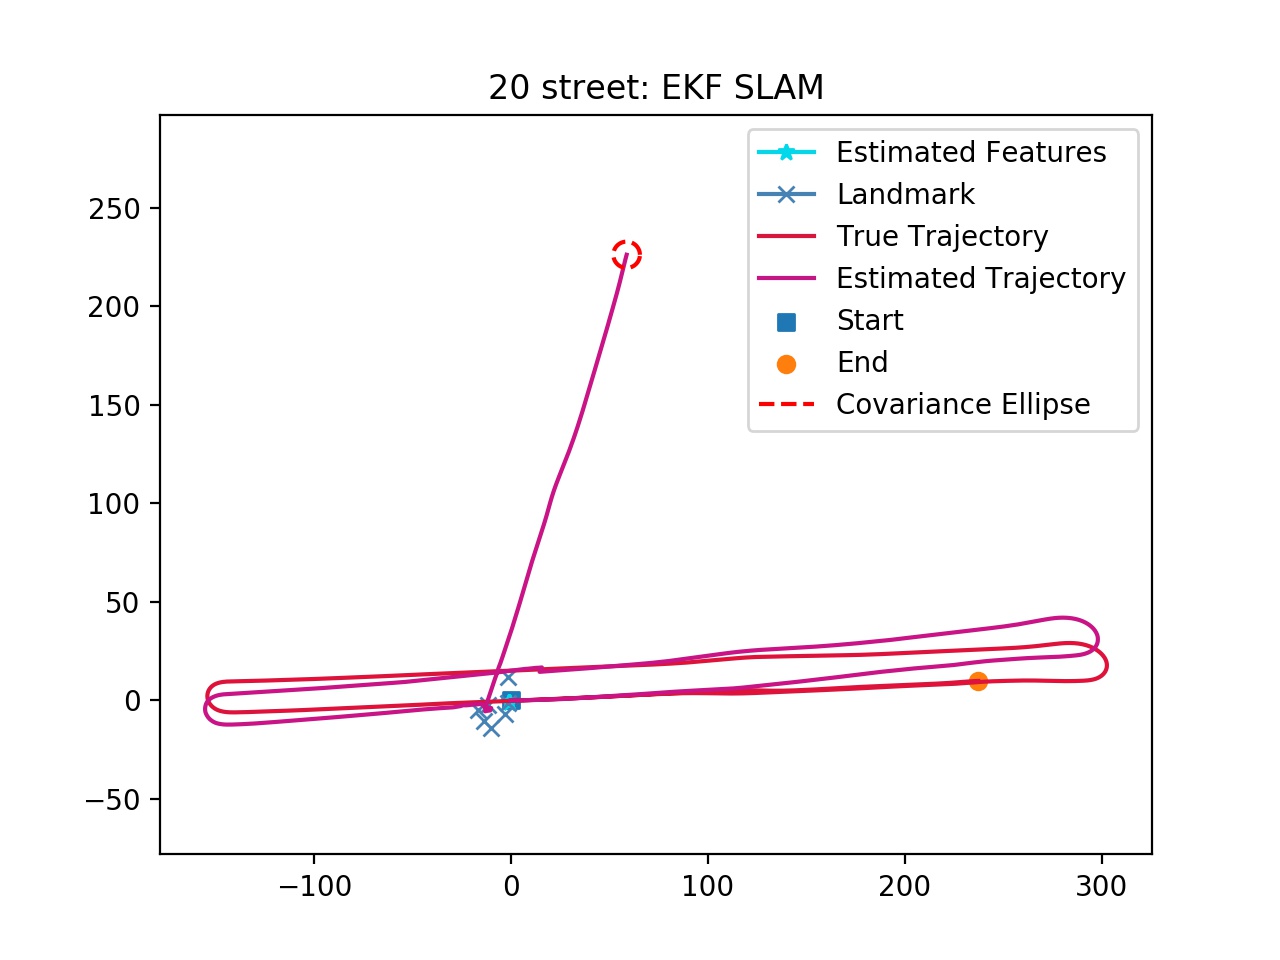 20 street: EKF SLAM
Estimated Features
Landmark
True Trajectory
Estimated Trajectory
Start
End
Covariance Ellipse
250
200
150
100
50
0
−50
−100 0 100 200 300